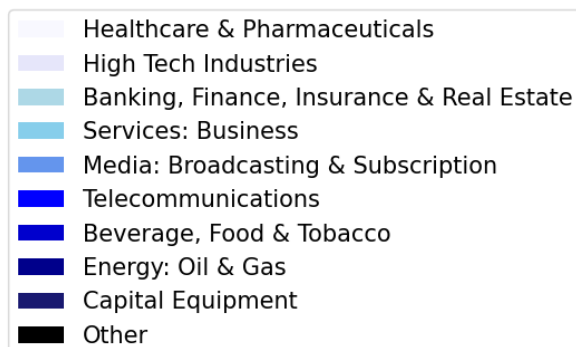 Healthcare & Pharmaceuticals
High Tech Industries
Banking, Finance, Insurance & Real Estate
Services: Business
Media: Broadcasting & Subscription
Telecommunications
Beverage, Food & Tobacco
Energy: Oil & Gas
Capital Equipment
Other